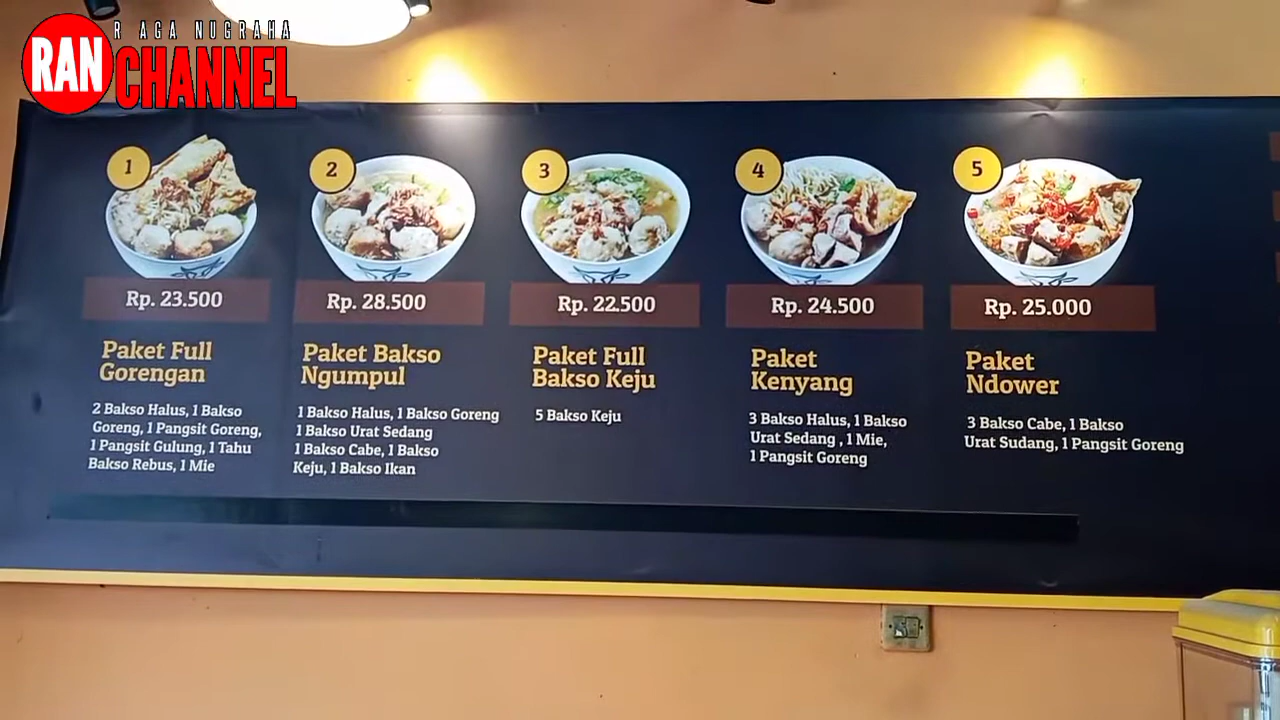 R AGA NUGRAHA
RAN CHANNEL
1
Rp. 23.500
Paket Full
Gorengan
2 Bakso Halus, 1 Bakso
Goreng, 1 Pangsit Goreng,
1 Pangsit Gulung, 1 Tahu
Bakso Rebus, 1 Mie
2
Rp. 28.500
Paket Bakso
Ngumpul
1 Bakso Halus, 1 Bakso Goreng
1 Bakso Urat Sedang
1 Bakso Cabe, 1 Bakso
Keju, 1 Bakso Ikan
3
Rp. 22.500
Paket Full
Bakso Keju
5 Bakso Keju
4
Rp. 24.500
Paket
Kenyang
3 Bakso Halus, 1 Bakso
Urat Sedang , 1 Mie,
1 Pangsit Goreng
5
Rp. 25.000
Paket
Ndower
3 Bakso Cabe, 1 Bakso
Urat Sudang, 1 Pangsit Goreng